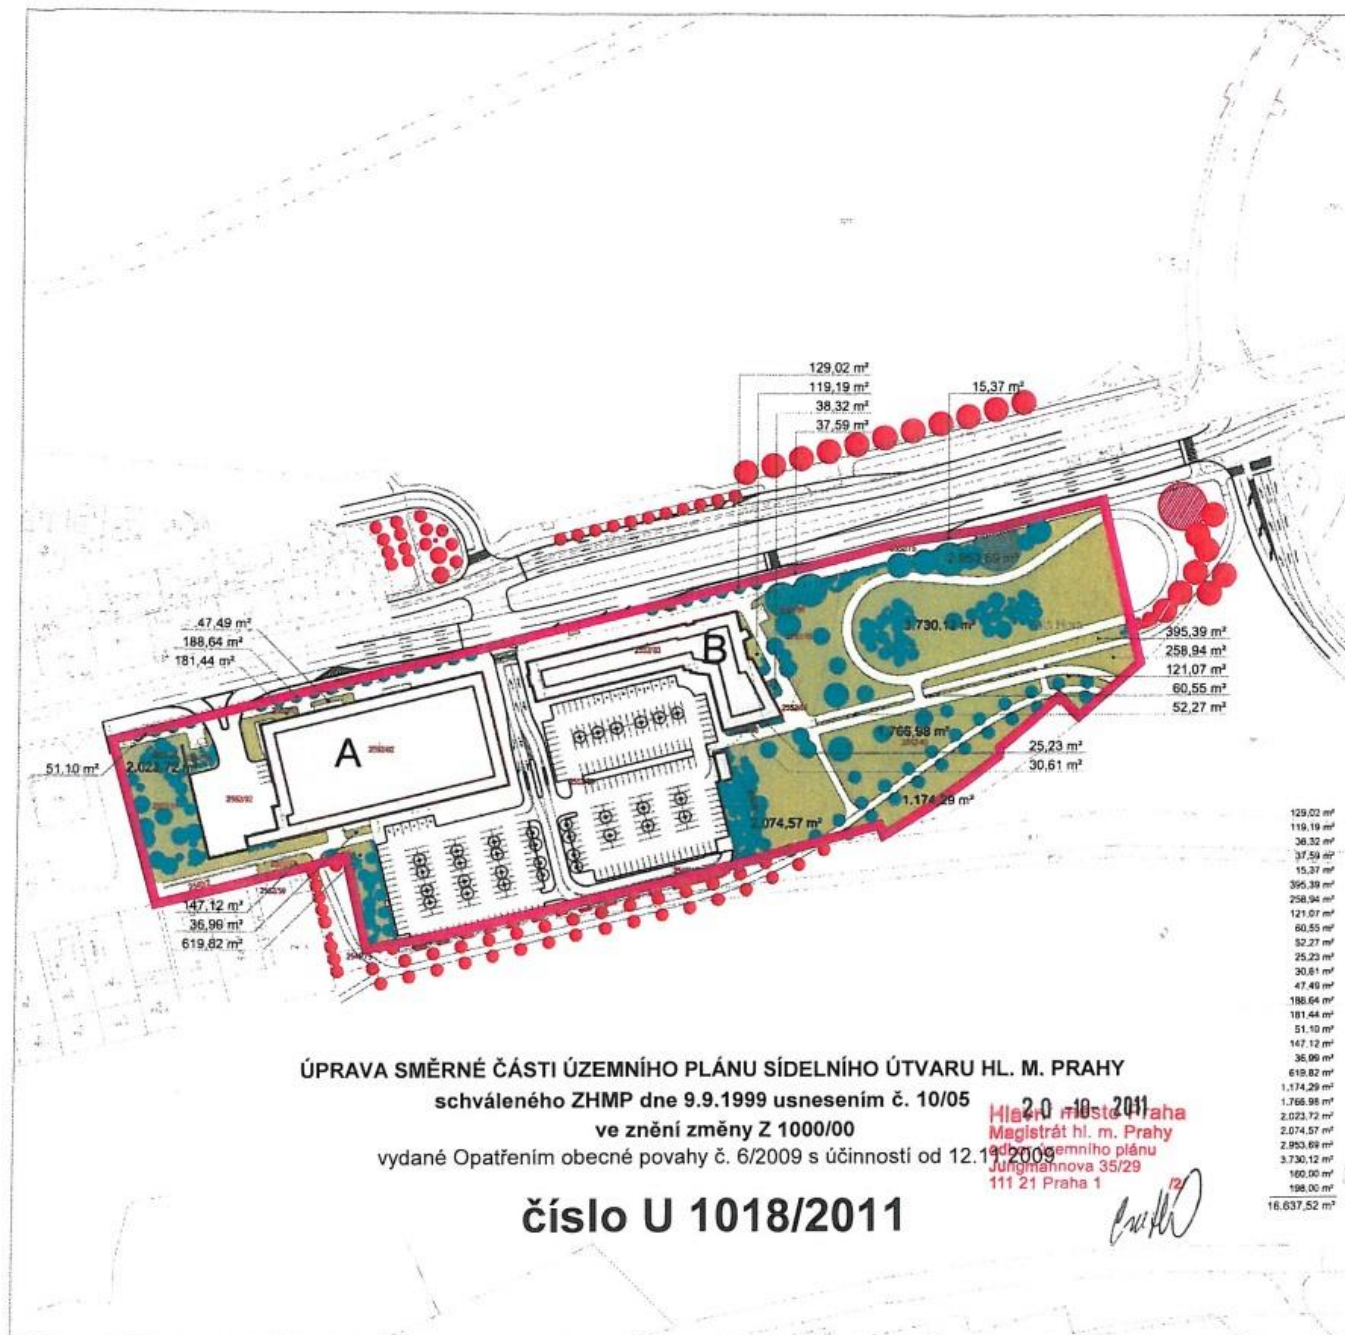 129,02 m²
119,19 m²
38,32 m²
37,59 m²
15,37 m²
47,49 m²
188,64 m²
181,44 m²
51,10 m²
2.023,72 m²
A
B
2.953,69 m²
3.730,12 m²
395,39 m²
258,94 m²
121,07 m²
60,55 m²
52,27 m²
1.766,98 m²
25,23 m²
30,61 m²
1.174,29 m²
2.074,57 m²
147,12 m²
36,99 m²
619,82 m²
129,02 m²
119,19 m²
38,32 m²
37,59 m²
15,37 m²
395,39 m²
258,94 m²
121,07 m²
60,55 m²
52,27 m²
25,23 m²
30,61 m²
47,49 m²
188,64 m²
181,44 m²
51,10 m²
147,12 m²
36,99 m²
619,82 m²
1.174,29 m²
1.766,98 m²
2.023,72 m²
2.074,57 m²
2.953,69 m²
3.730,12 m²
160,00 m²
198,00 m²
16.637,52 m²
ÚPRAVA SMĚRNÉ ČÁSTI ÚZEMNÍHO PLÁNU SÍDELNÍHO ÚTVARU HL. M. PRAHY
schváleného ZHMP dne 9.9.1999 usnesením č. 10/05
ve znění změny Z 1000/00
vydané Opatřením obecné povahy č. 6/2009 s účinností od 12.11.2009
číslo U 1018/2011
20 -10- 2011
Hlavní město Praha
Magistrát hl. m. Prahy
odbor územního plánu
Jungmannova 35/29
111 21 Praha 1 /2/